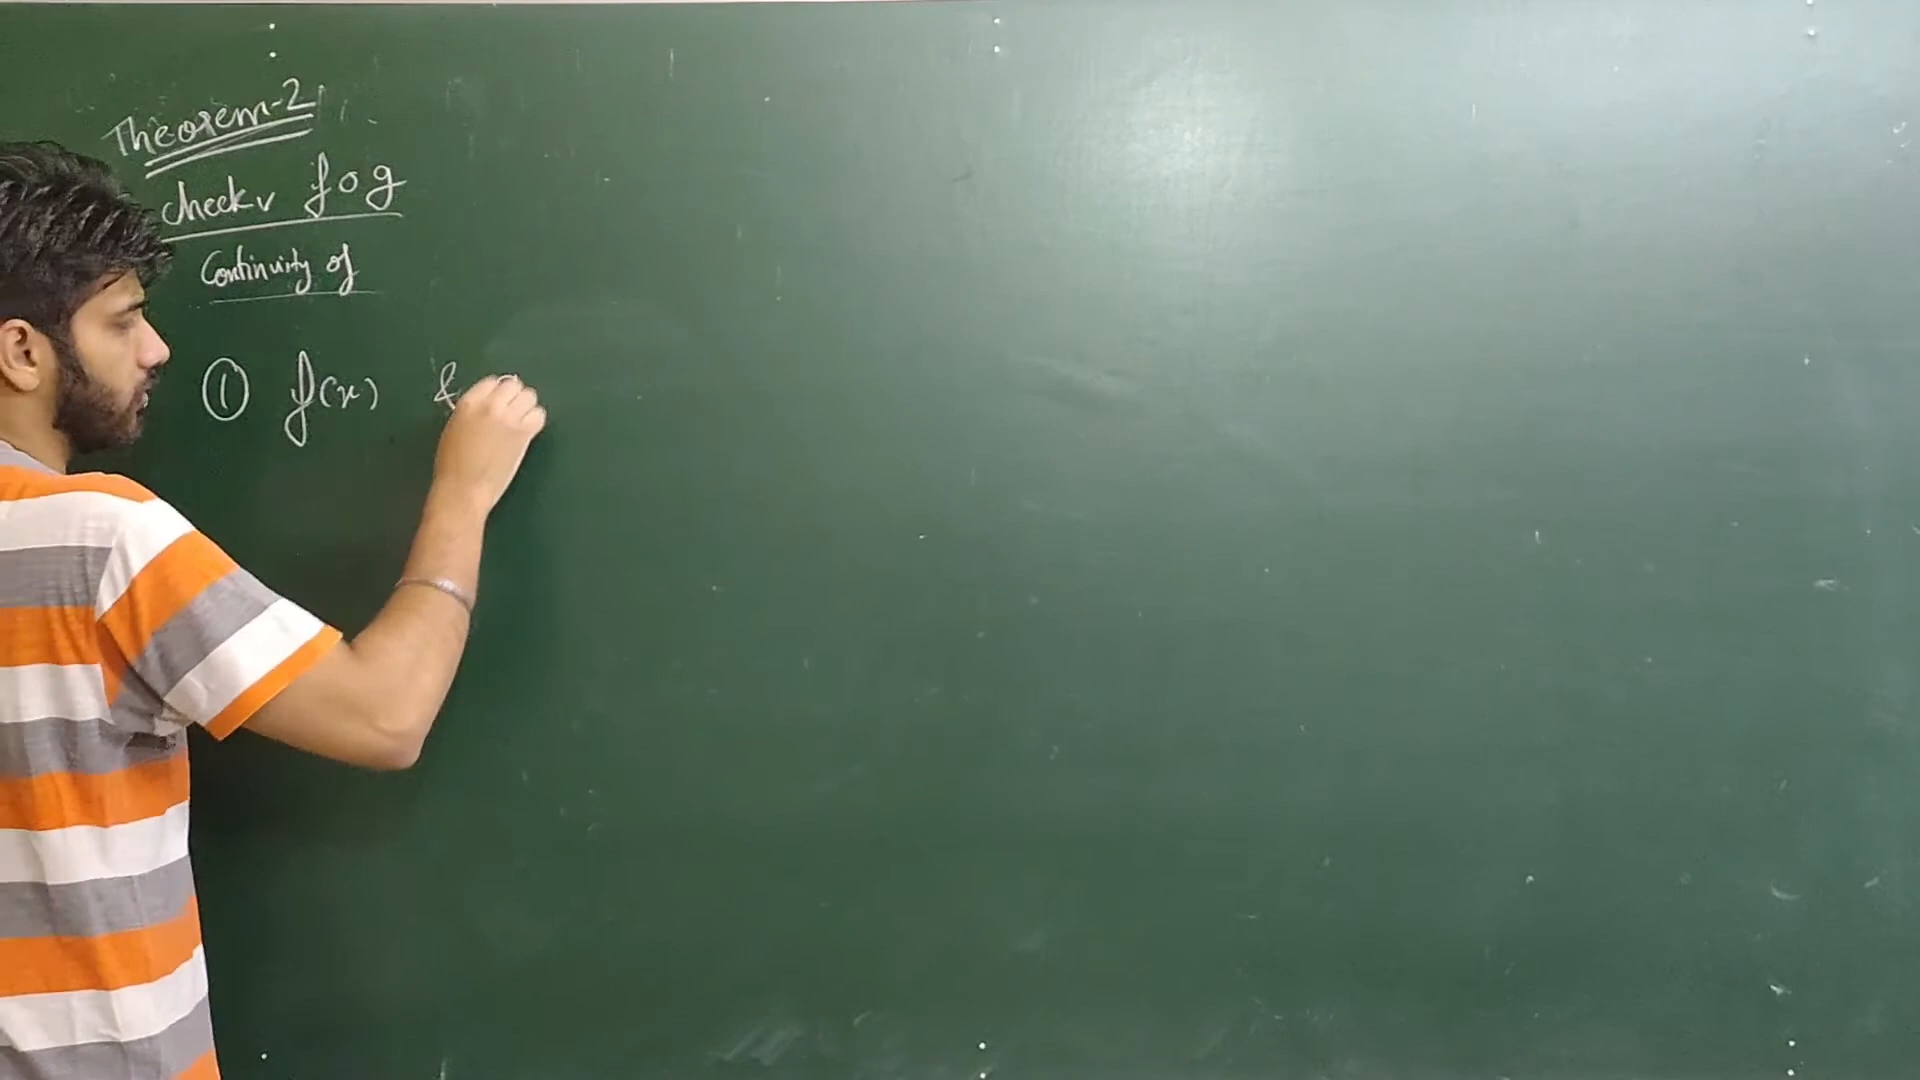 Theorem-2
check fog
Continuity of
① f(x) &